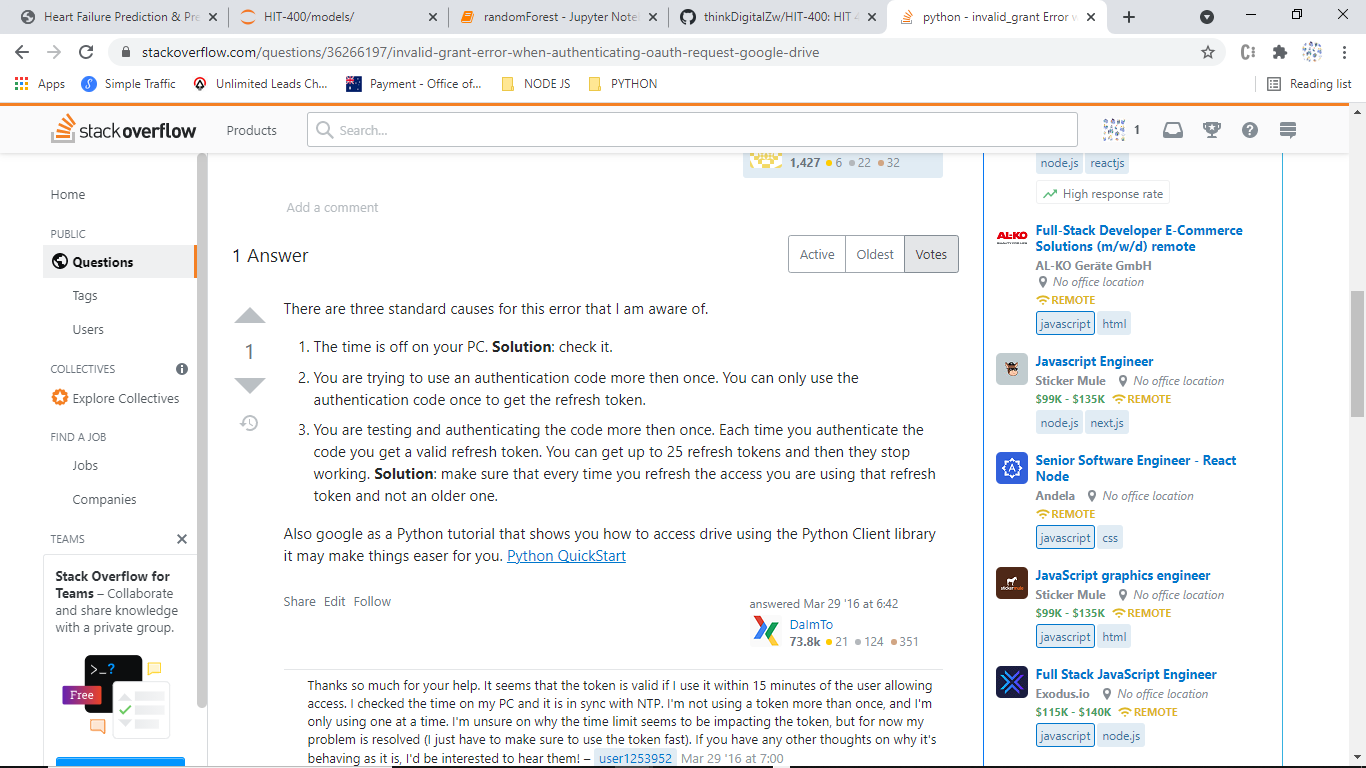 Heart Failure Prediction & Pre
HIT-400/models/
randomForest - Jupyter Note
thinkDigitalZw/HIT-400: HIT 4
python - invalid_grant Error w
stackoverflow.com/questions/36266197/invalid-grant-error-when-authenticating-oauth-request-google-drive
Apps
Simple Traffic
Unlimited Leads Ch...
Payment - Office of...
NODE JS
PYTHON
Reading list
stackoverflow
Products
Search...
1
Home
PUBLIC
Questions
Tags
Users
COLLECTIVES
Explore Collectives
FIND A JOB
Jobs
Companies
TEAMS
Stack Overflow for
Teams – Collaborate
and share knowledge
with a private group.
>_?
Free
1,427 6 22 32
Add a comment
1 Answer
Active
Oldest
Votes
1
There are three standard causes for this error that I am aware of.
1. The time is off on your PC. Solution: check it.
2. You are trying to use an authentication code more then once. You can only use the
authentication code once to get the refresh token.
3. You are testing and authenticating the code more then once. Each time you authenticate the
code you get a valid refresh token. You can get up to 25 refresh tokens and then they stop
working. Solution: make sure that every time you refresh the access you are using that refresh
token and not an older one.
Also google as a Python tutorial that shows you how to access drive using the Python Client library
it may make things easer for you. Python QuickStart
Share Edit Follow
answered Mar 29 '16 at 6:42
DaImTo
73.8k 21 124 351
Thanks so much for your help. It seems that the token is valid if I use it within 15 minutes of the user allowing
access. I checked the time on my PC and it is in sync with NTP. I'm not using a token more than once, and I'm
only using one at a time. I'm unsure on why the time limit seems to be impacting the token, but for now my
problem is resolved (I just have to make sure to use the token fast). If you have any other thoughts on why it's
behaving as it is, I'd be interested to hear them! – user1253952 Mar 29 '16 at 7:00
node.js reactjs
High response rate
AL-KO
Full-Stack Developer E-Commerce
Solutions (m/w/d) remote
AL-KO Geräte GmbH
No office location
REMOTE
javascript html
Javascript Engineer
Sticker Mule No office location
$99K - $135K REMOTE
node.js next.js
Senior Software Engineer - React
Node
Andela No office location
REMOTE
javascript css
JavaScript graphics engineer
Sticker Mule No office location
$99K - $135K REMOTE
javascript html
Full Stack JavaScript Engineer
Exodus.io No office location
$115K - $140K REMOTE
javascript node.js